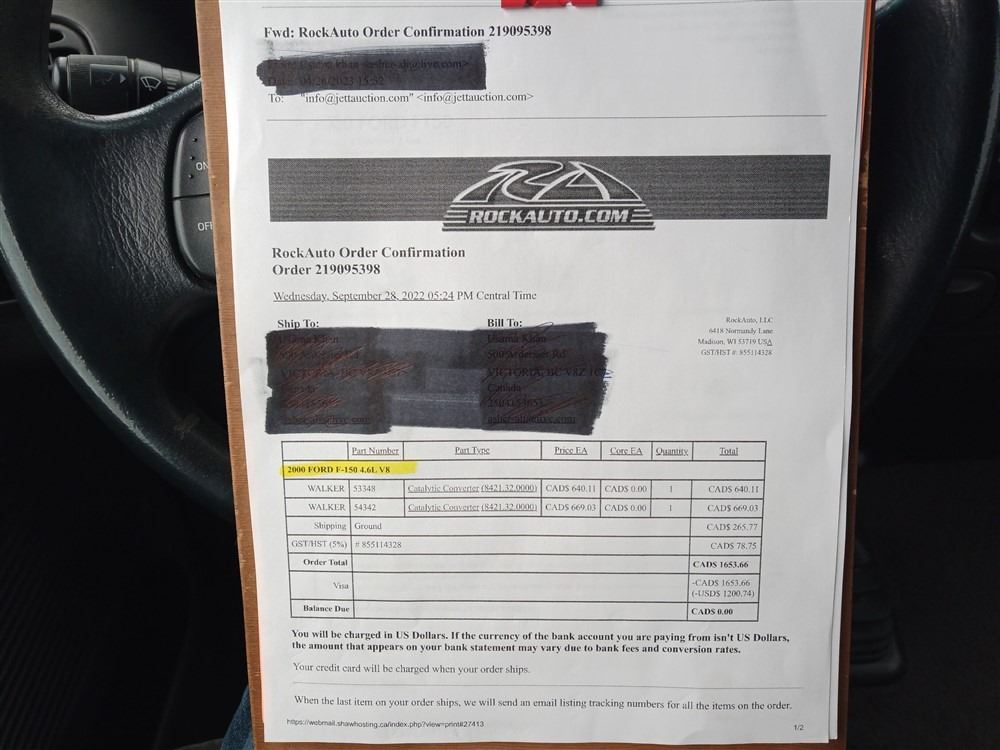 Fwd: RockAuto Order Confirmation 219095398
To: "info@jettauction.com" <info@jettauction.com>
ROCKAUTO.COM
ON
OFF
RockAuto Order Confirmation
Order 219095398
Wednesday, September 28, 2022 05:24 PM Central Time
Ship To:
Bill To:
RockAuto, LLC
6418 Normandy Lane
Madison, WI 53719 USA
GST/HST #: 855114328
Part Number Part Type Price EA Core EA Quantity Total
2000 FORD F-150 4.6L V8
WALKER 53348 Catalytic Converter (8421.32.0000) CAD$ 640.11 CAD$ 0.00 1 CAD$ 640.11
WALKER 54342 Catalytic Converter (8421.32.0000) CAD$ 669.03 CAD$ 0.00 1 CAD$ 669.03
Shipping Ground CAD$ 265.77
GST/HST (5%) # 855114328 CAD$ 78.75
Order Total CAD$ 1653.66
Visa -CAD$ 1653.66
(-USD$ 1200.74)
Balance Due CAD$ 0.00
You will be charged in US Dollars. If the currency of the bank account you are paying from isn't US Dollars,
the amount that appears on your bank statement may vary due to bank fees and conversion rates.
Your credit card will be charged when your order ships.
When the last item on your order ships, we will send an email listing tracking numbers for all the items on the order.
https://webmail.shawhosting.ca/index.php?view=print#27413
1/2